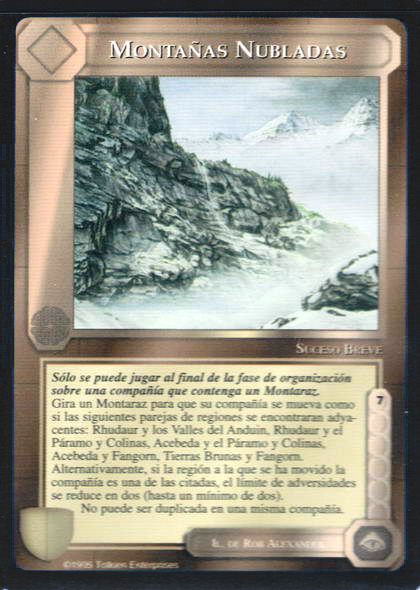 Montañas Nubladas
Suceso Breve
Sólo se puede jugar al final de la fase de organización
sobre una compañía que contenga un Montaraz.
Gira un Montaraz para que su compañía se mueva como
si las siguientes parejas de regiones se encontraran adya-
centes: Rhudaur y los Valles del Anduin, Rhudaur y el
Páramo y Colinas, Acebeda y el Páramo y Colinas,
Acebeda y Fangorn, Tierras Brunas y Fangorn.
Alternativamente, si la región a la que se ha movido la
compañía es una de las citadas, el límite de adversidades
se reduce en dos (hasta un mínimo de dos).
No puede ser duplicada en una misma compañía.
7
Il. de Rob Alexander
©1995 Tolkien Enterprises